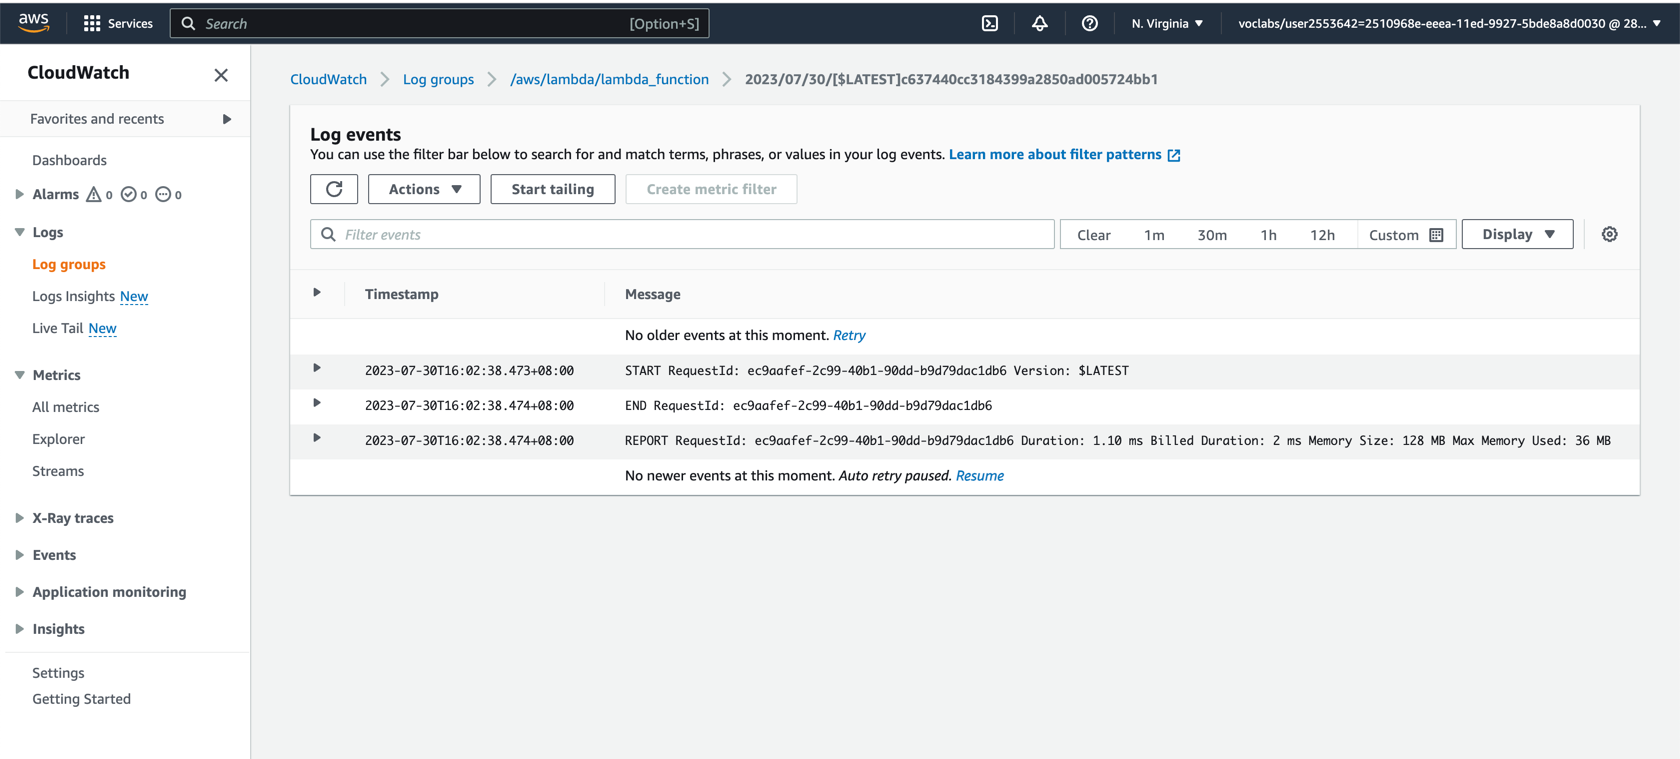 aws
Services
Search
[Option+S]
N. Virginia
voclabs/user2553642=2510968e-eeea-11ed-9927-5bde8a8d0030 @ 28...
CloudWatch
Favorites and recents
Dashboards
Alarms 0 0 0
Logs
Log groups
Logs Insights New
Live Tail New
Metrics
All metrics
Explorer
Streams
X-Ray traces
Events
Application monitoring
Insights
Settings
Getting Started
CloudWatch
Log groups
/aws/lambda/lambda_function
2023/07/30/[$LATEST]c637440cc3184399a2850ad005724bb1
Log events
You can use the filter bar below to search for and match terms, phrases, or values in your log events. Learn more about filter patterns
Actions
Start tailing
Create metric filter
Filter events
Clear
1m
30m
1h
12h
Custom
Display
Timestamp
Message
No older events at this moment. Retry
2023-07-30T16:02:38.473+08:00 START RequestId: ec9aafef-2c99-40b1-90dd-b9d79dac1db6 Version: $LATEST
2023-07-30T16:02:38.474+08:00 END RequestId: ec9aafef-2c99-40b1-90dd-b9d79dac1db6
2023-07-30T16:02:38.474+08:00 REPORT RequestId: ec9aafef-2c99-40b1-90dd-b9d79dac1db6 Duration: 1.10 ms Billed Duration: 2 ms Memory Size: 128 MB Max Memory Used: 36 MB
No newer events at this moment. Auto retry paused. Resume